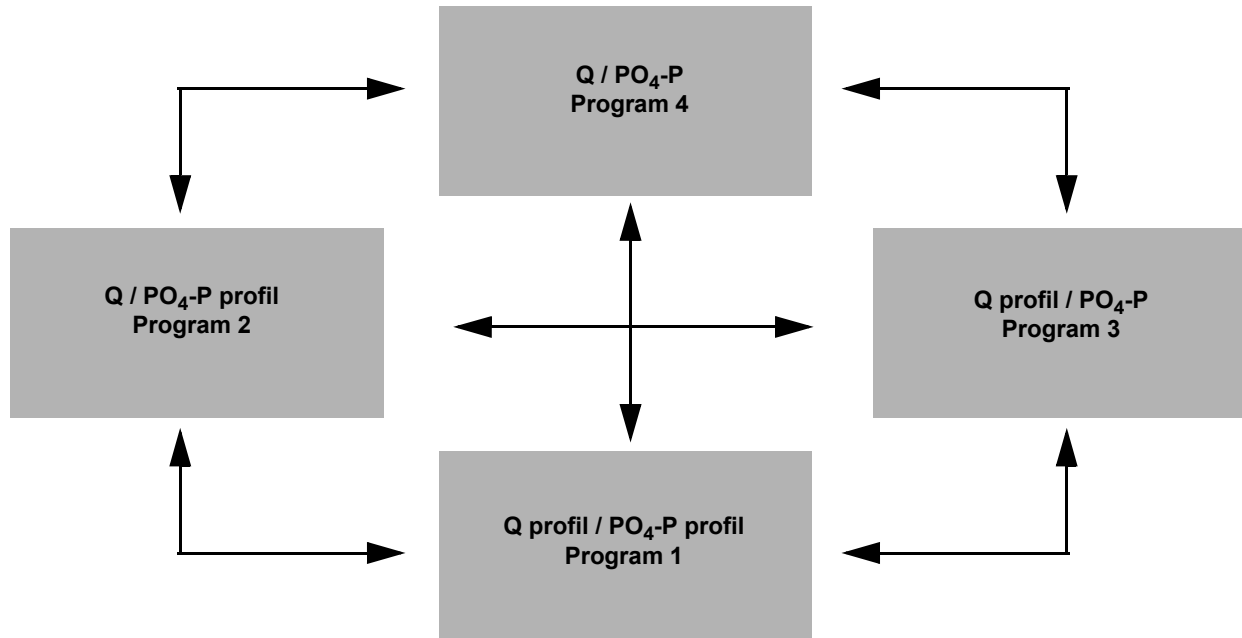 Q / PO₄-P
Program 4
Q / PO₄-P profil
Program 2
Q profil / PO₄-P
Program 3
Q profil / PO₄-P profil
Program 1